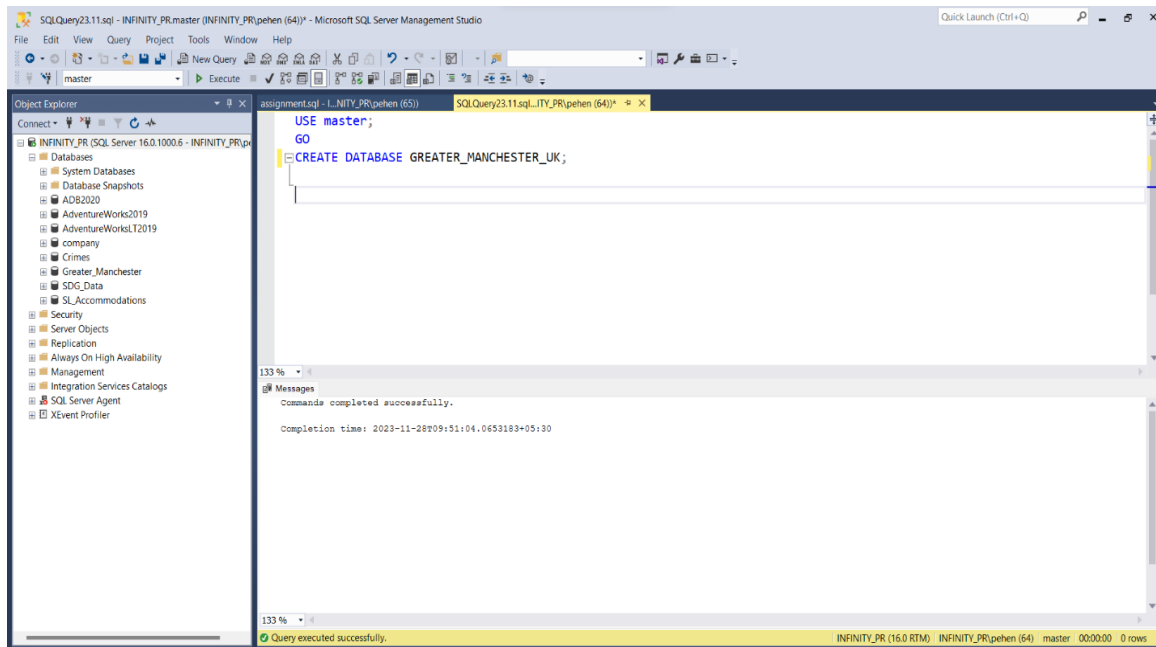 SQLQuery23.11.sql - INFINITY_PR.master (INFINITY_PR\pehen (64))* - Microsoft SQL Server Management Studio
Quick Launch (Ctrl+Q)
File Edit View Query Project Tools Window Help
New Query
master
Execute
Object Explorer
assignment.sql - I...NITY_PR\pehen (65))
SQLQuery23.11.sql...ITY_PR\pehen (64))*
Connect
INFINITY_PR (SQL Server 16.0.1000.6 - INFINITY_PR\pe
Databases
System Databases
Database Snapshots
ADB2020
AdventureWorks2019
AdventureWorksLT2019
company
Crimes
Greater_Manchester
SDG_Data
SL_Accommodations
Security
Server Objects
Replication
Always On High Availability
Management
Integration Services Catalogs
SQL Server Agent
XEvent Profiler
USE master;
GO
CREATE DATABASE GREATER_MANCHESTER_UK;
133 %
Messages
Commands completed successfully.
Completion time: 2023-11-28T09:51:04.0653183+05:30
133 %
Query executed successfully.
INFINITY_PR (16.0 RTM) INFINITY_PR\pehen (64) master 00:00:00 0 rows